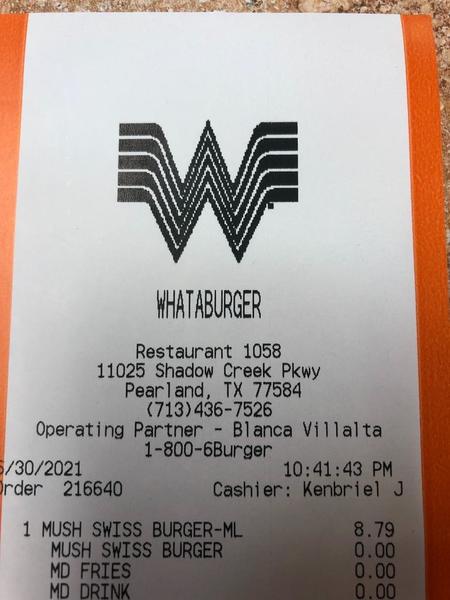 WHATABURGER
Restaurant 1058
11025 Shadow Creek Pkwy
Pearland, TX 77584
(713)436-7526
Operating Partner - Blanca Villalta
1-800-6Burger
/30/2021 10:41:43 PM
rder 216640 Cashier: Kenbriel J
1 MUSH SWISS BURGER-ML 8.79
MUSH SWISS BURGER 0.00
MD FRIES 0.00
MD DRINK 0.00